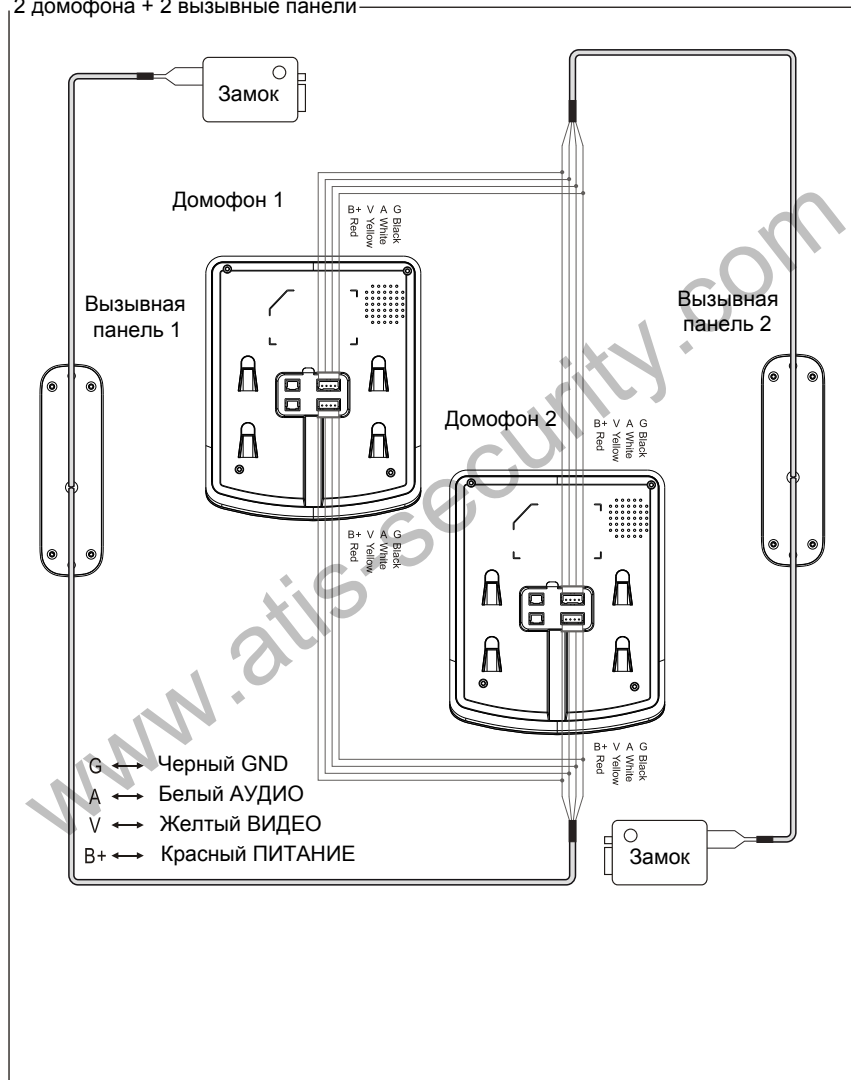 2 домофона + 2 вызывные панели
Замок
Домофон 1
B+ V A G
Red Yellow White Black
Вызывная
панель 1
Вызывная
панель 2
Домофон 2
B+ V A G
Red Yellow White Black
B+ V A G
Red Yellow White Black
B+ V A G
Red Yellow White Black
G Черный GND
A Белый АУДИО
V Желтый ВИДЕО
B+ Красный ПИТАНИЕ
Замок
www.atis-security.com